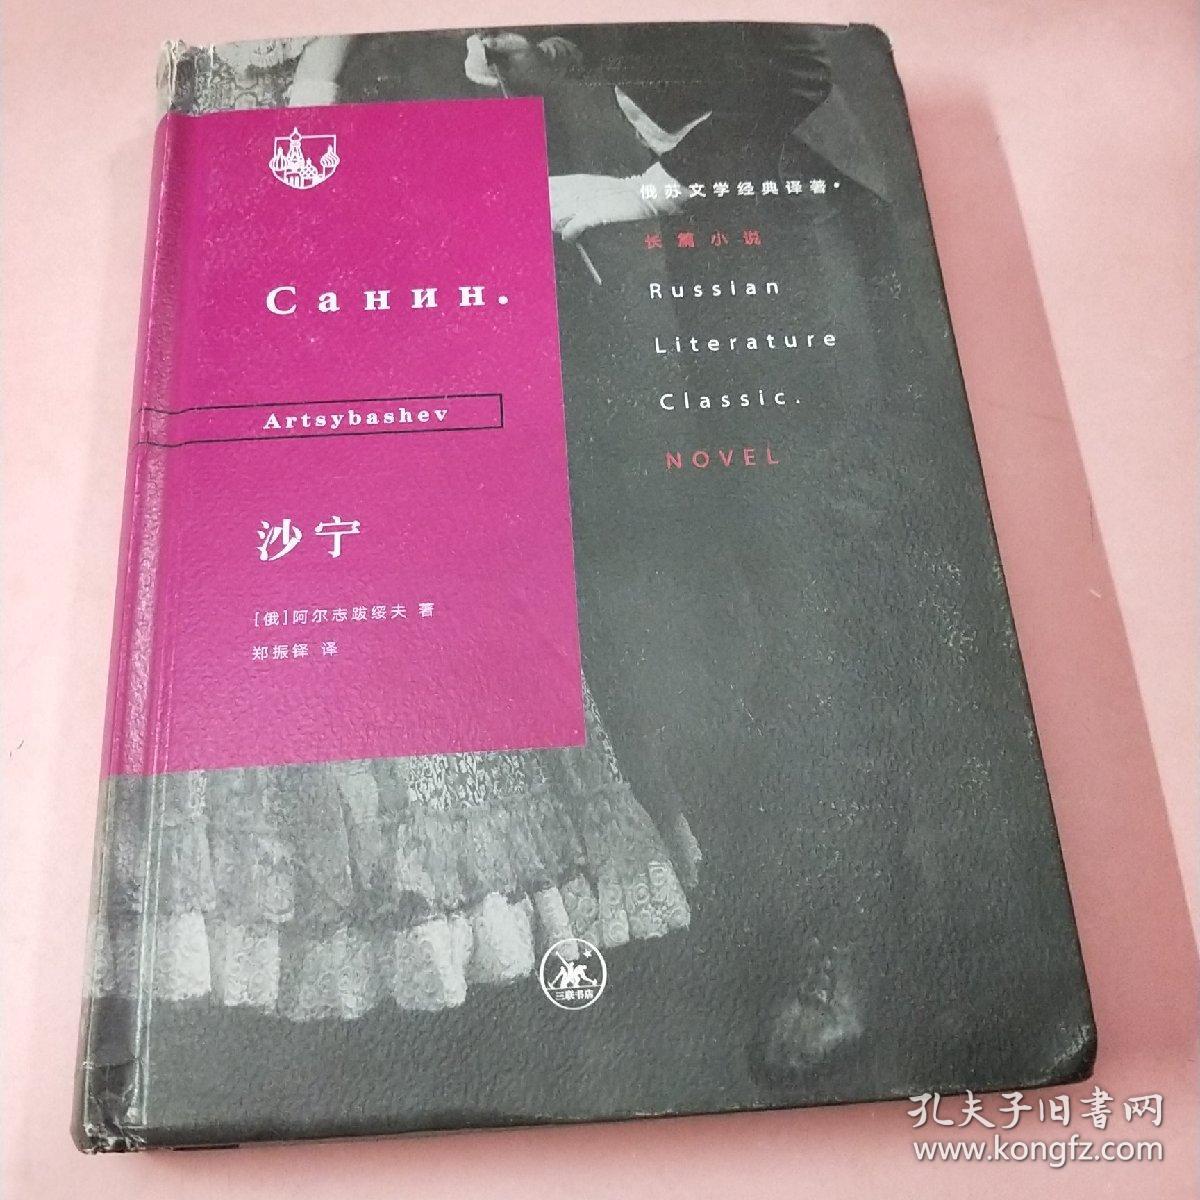 Санин.
Artsybashev
沙宁
[俄]阿尔志跋绥夫 著
郑振铎 译
俄苏文学经典译著·
长篇小说
Russian
Literature
Classic.
NOVEL
三联书店
孔夫子旧书网
www.kongfz.com